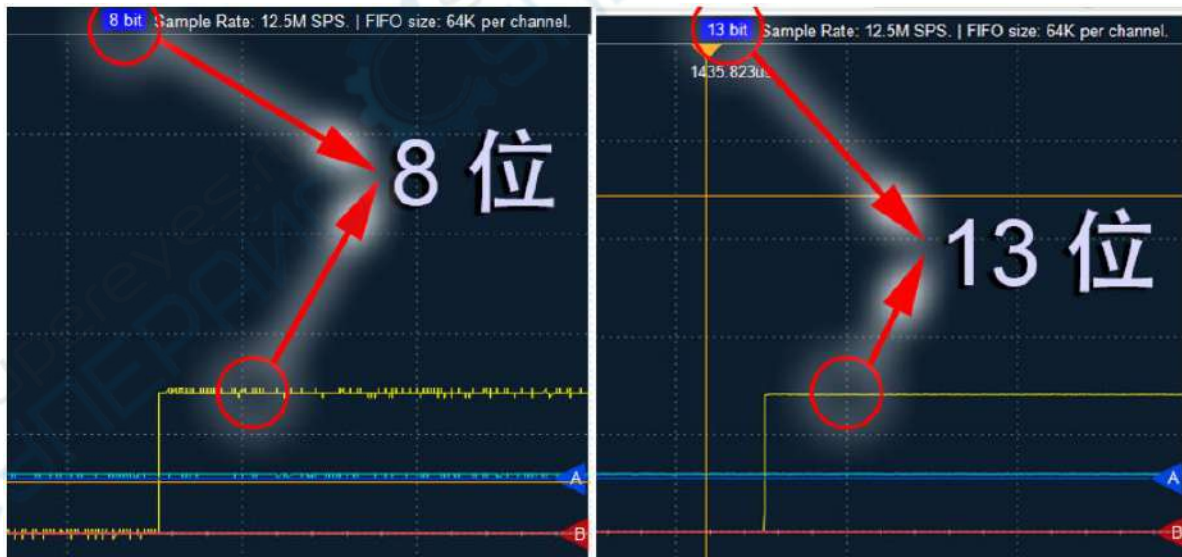 8 bit Sample Rate: 12.5M SPS. | FIFO size: 64K per channel.
8 位
A
B
13 bit Sample Rate: 12.5M SPS. | FIFO size: 64K per channel.
1435.823us
13 位
A
B